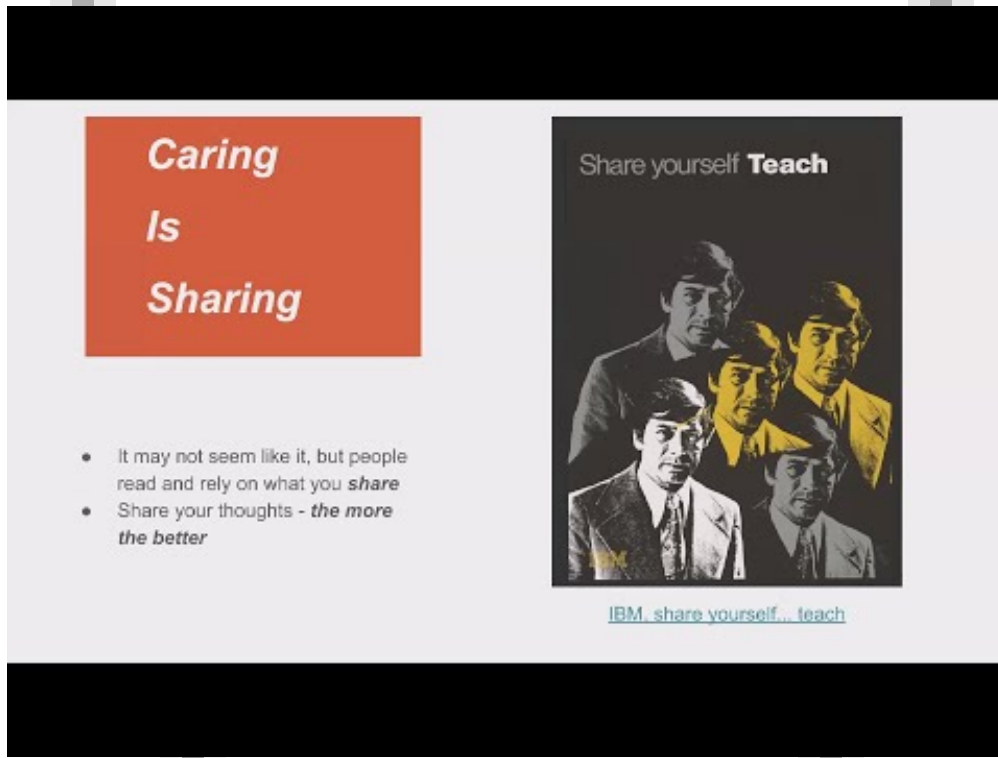 Caring
Is
Sharing
● It may not seem like it, but people
read and rely on what you share
● Share your thoughts - the more
the better
Share yourself Teach
IBM
IBM, share yourself... teach